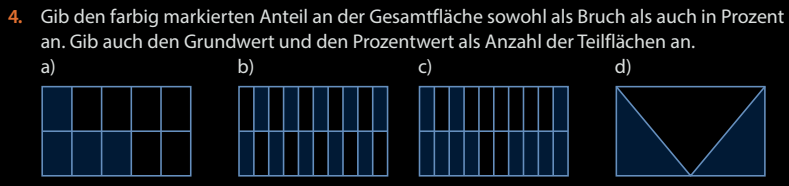 4. Gib den farbig markierten Anteil an der Gesamtfläche sowohl als Bruch als auch in Prozent
an. Gib auch den Grundwert und den Prozentwert als Anzahl der Teilflächen an.
a) b) c) d)